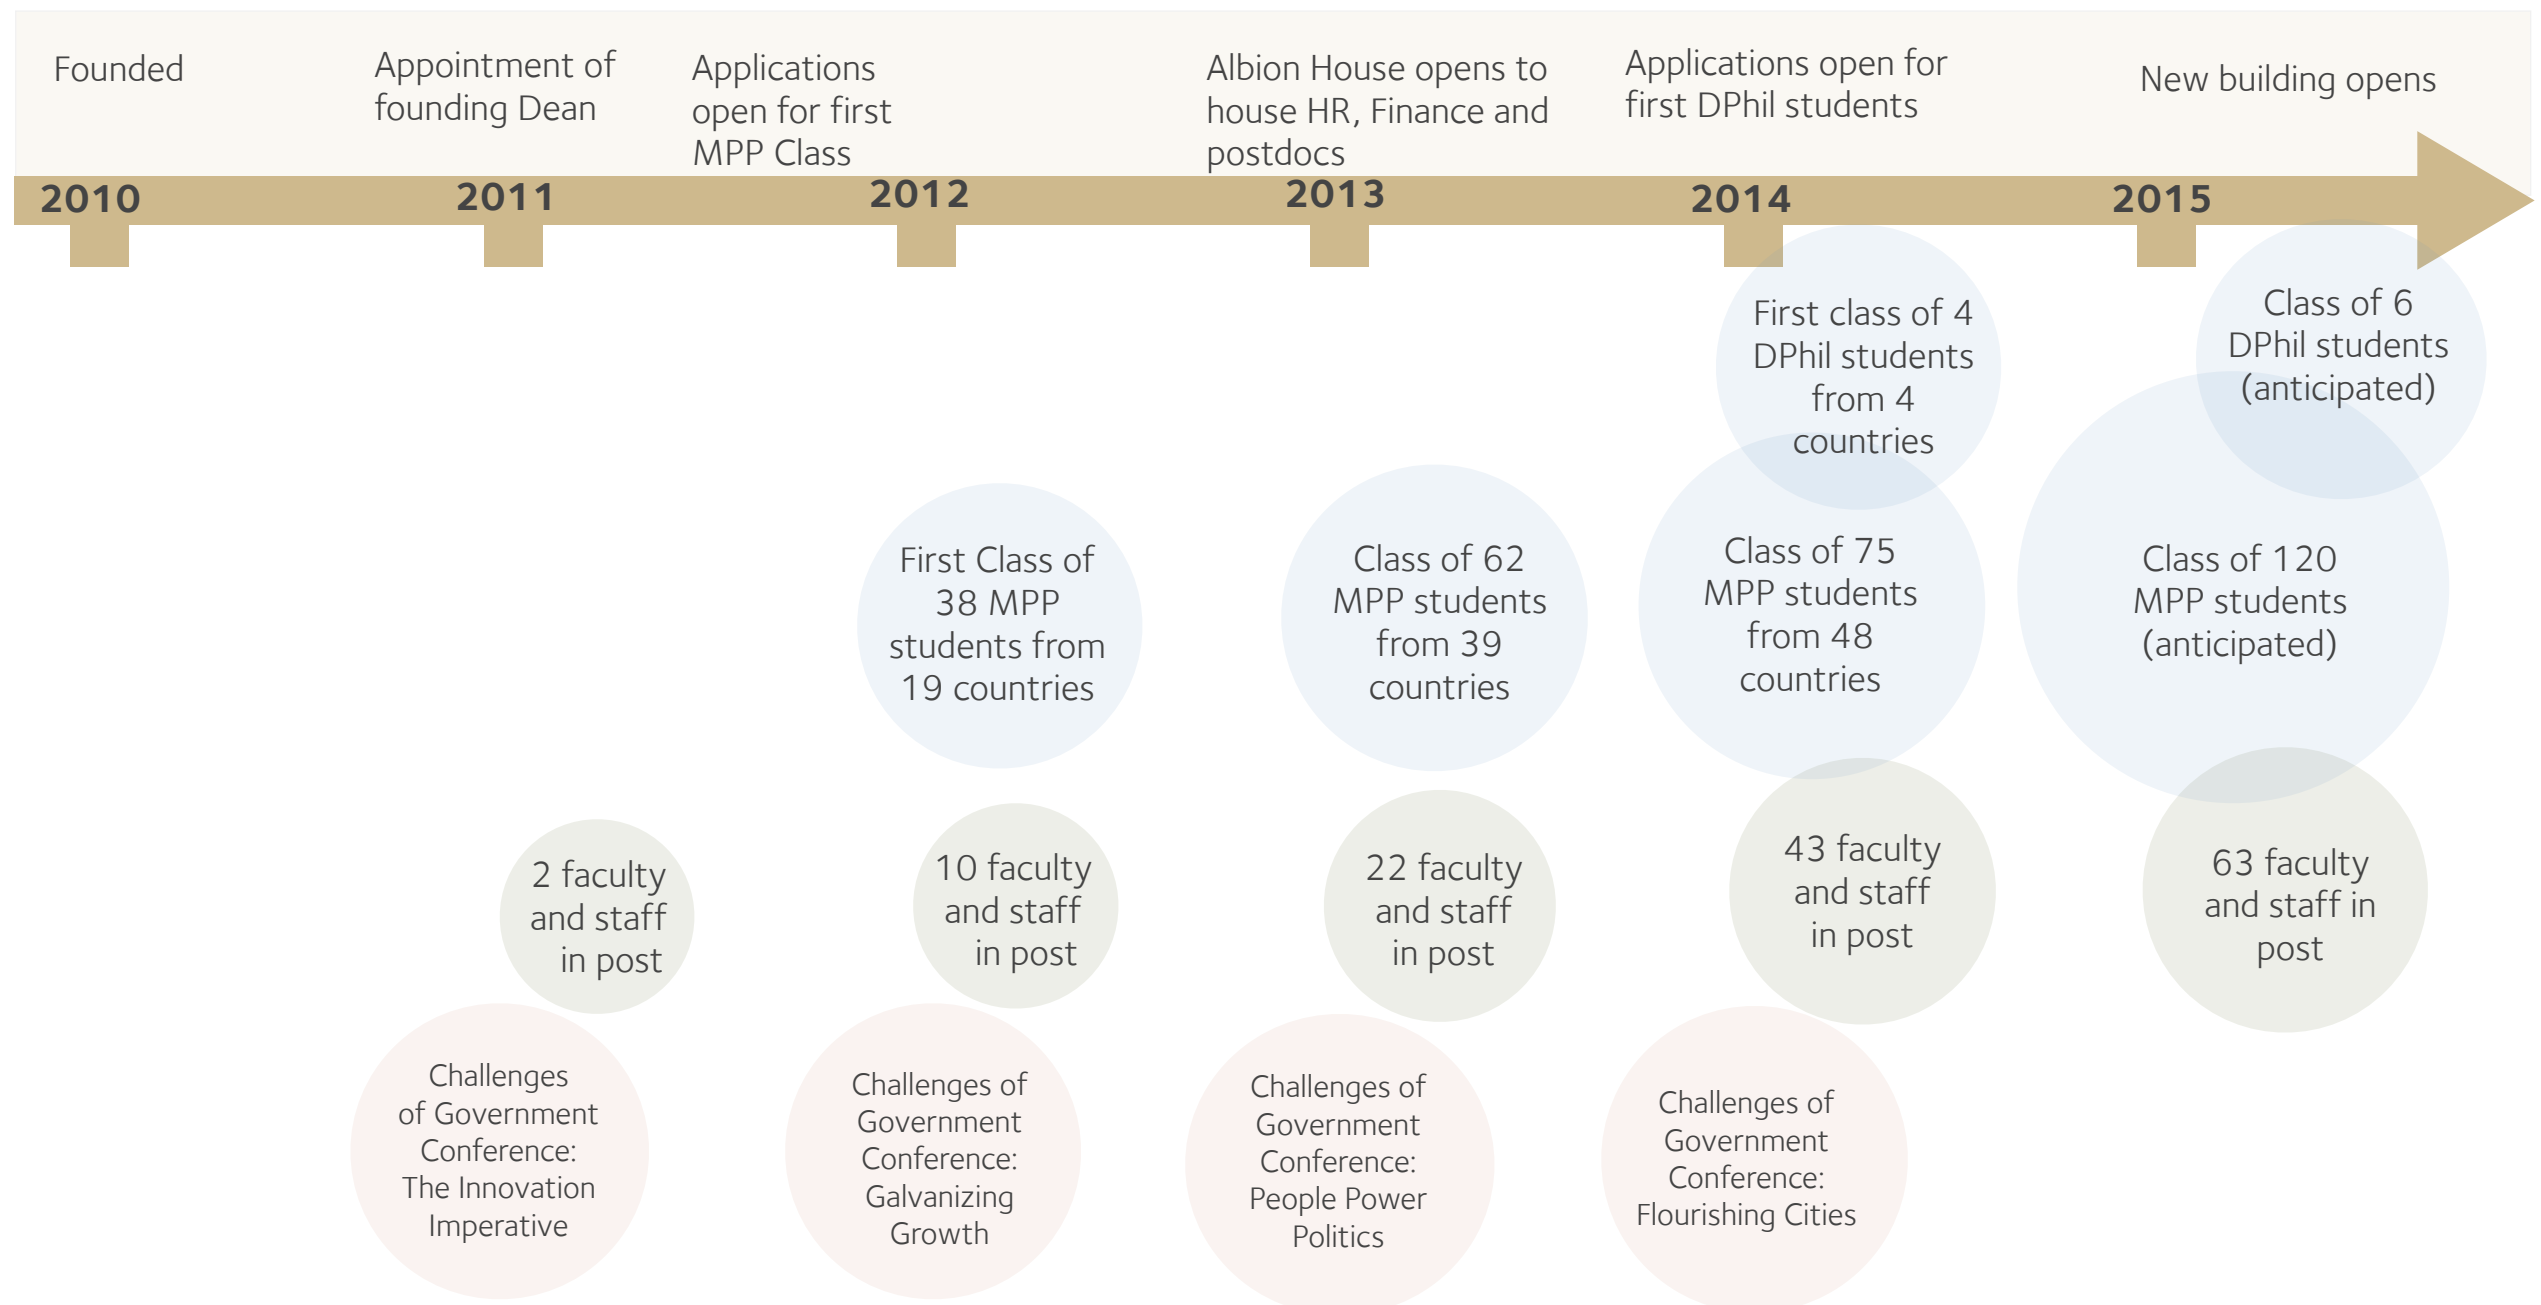 Founded
Appointment of
founding Dean
Applications
open for first
MPP Class
Albion House opens to
house HR, Finance and
postdocs
Applications open for
first DPhil students
New building opens
2010
2011
2012
2013
2014
2015
First class of 4
DPhil students
from 4
countries
Class of 6
DPhil students
(anticipated)
First Class of
38 MPP
students from
19 countries
Class of 62
MPP students
from 39
countries
Class of 75
MPP students
from 48
countries
Class of 120
MPP students
(anticipated)
2 faculty
and staff
in post
10 faculty
and staff
in post
22 faculty
and staff
in post
43 faculty
and staff
in post
63 faculty
and staff in
post
Challenges
of Government
Conference:
The Innovation
Imperative
Challenges of
Government
Conference:
Galvanizing
Growth
Challenges of
Government
Conference:
People Power
Politics
Challenges of
Government
Conference:
Flourishing Cities